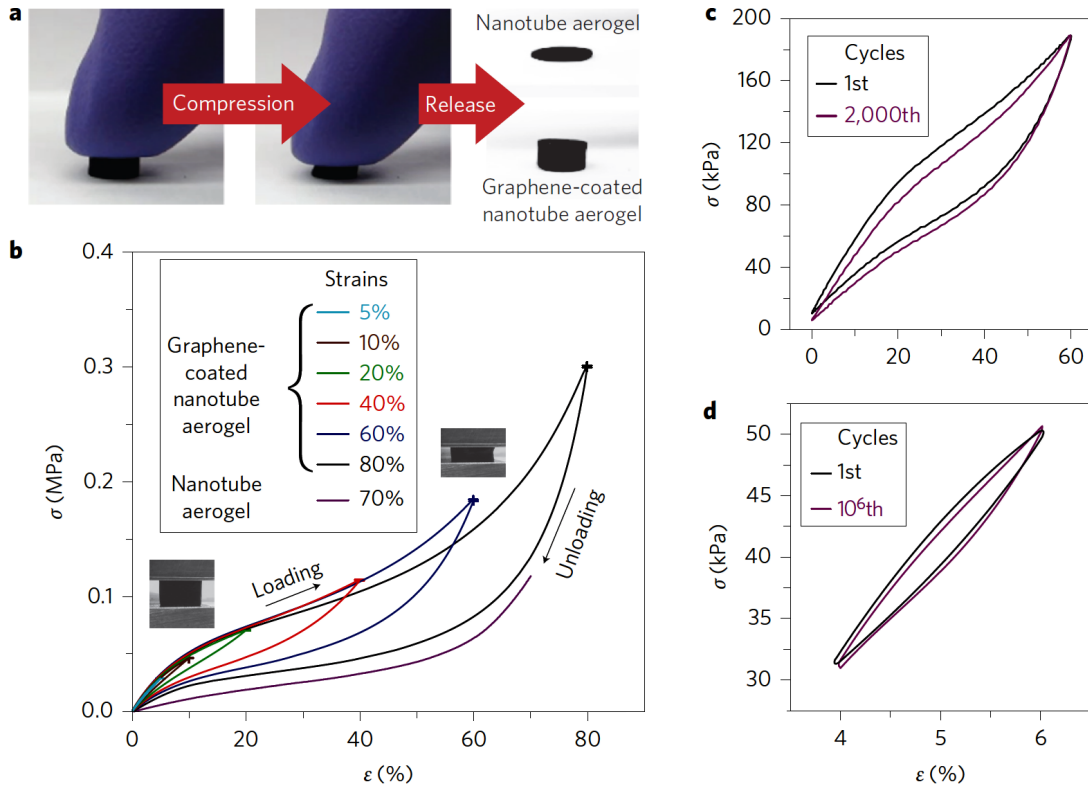 a
Compression
Release
Nanotube aerogel
Graphene-coated
nanotube aerogel
b
σ (MPa)
0.4
0.3
0.2
0.1
0.0
0
20
40
60
80
ε (%)
Strains
Graphene-
coated
nanotube
aerogel
5%
10%
20%
40%
60%
80%
Nanotube
aerogel
70%
Loading
Unloading
c
σ (kPa)
200
160
120
80
40
0
0
20
40
60
Cycles
1st
2,000th
d
σ (kPa)
50
45
40
35
30
4
5
6
ε (%)
Cycles
1st
10⁶th